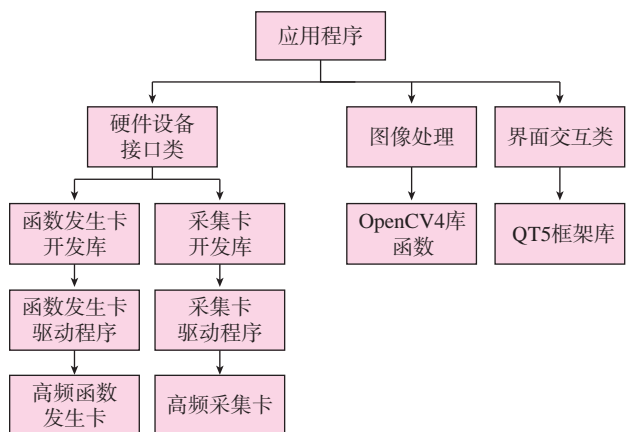 应用程序
硬件设备
接口类
图像处理
界面交互类
函数发生卡
开发库
采集卡
开发库
OpenCV4库
函数
QT5框架库
函数发生卡
驱动程序
采集卡
驱动程序
高频函数
发生卡
高频采集卡